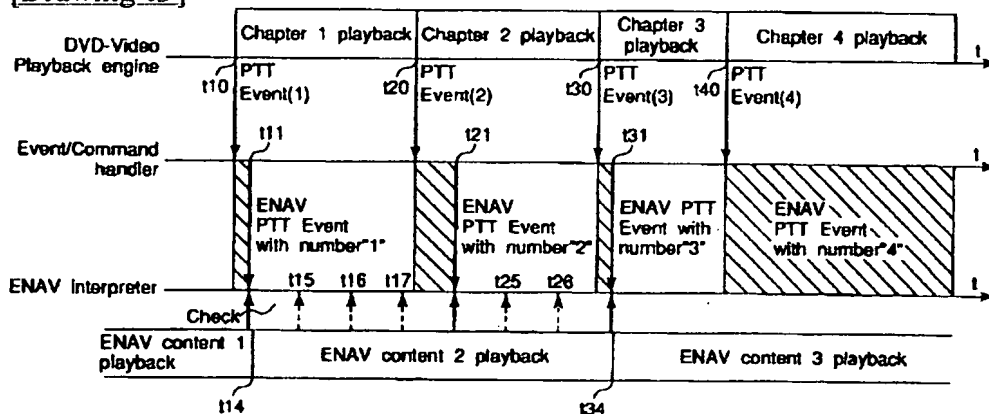 [Drawing 15]
Chapter 1 playback
Chapter 2 playback
Chapter 3
playback
Chapter 4 playback
DVD-Video
Playback engine
t
t10
PTT
Event(1)
t20
PTT
Event(2)
t30
PTT
Event(3)
t40
PTT
Event(4)
t11
t21
t31
Event/Command
handler
t
ENAV
PTT Event
with number"1"
ENAV
PTT Event
with number"2"
ENAV PTT
Event with
number"3"
ENAV
PTT Event
with number"4"
t15
t16
t17
t25
t26
ENAV Interpreter
t
Check
ENAV content 1
playback
ENAV content 2 playback
ENAV content 3 playback
t14
t34